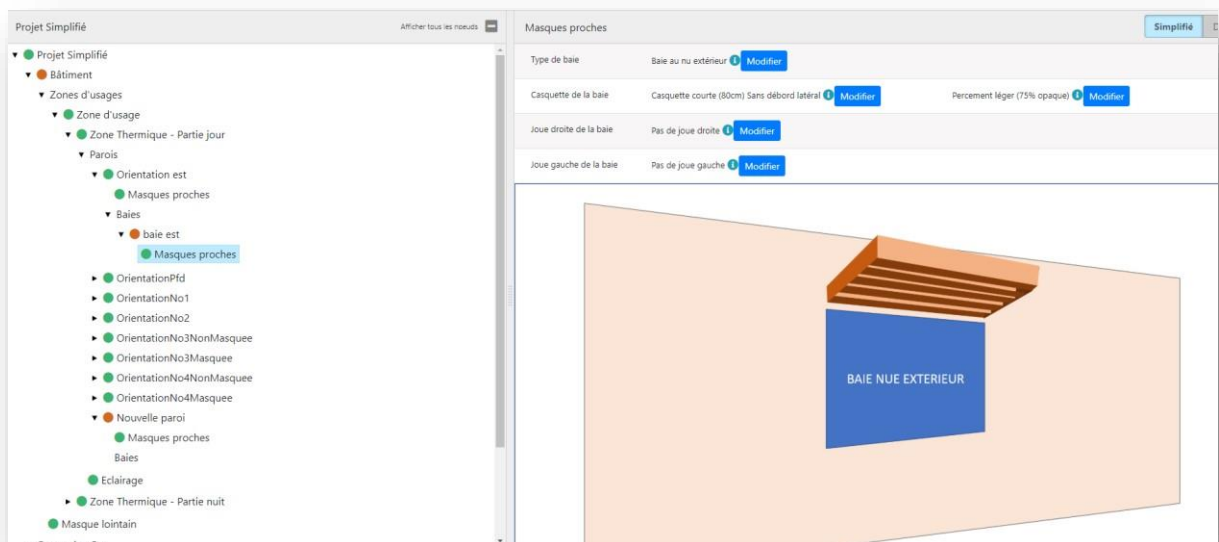 Projet Simplifié
Afficher tous les noeuds
Projet Simplifié
Bâtiment
Zones d'usages
Zone d'usage
Zone Thermique - Partie jour
Parois
Orientation est
Masques proches
Baies
baie est
Masques proches
OrientationPfd
OrientationNo1
OrientationNo2
OrientationNo3NonMasquee
OrientationNo3Masquee
OrientationNo4NonMasquee
OrientationNo4Masquee
Nouvelle paroi
Masques proches
Baies
Eclairage
Zone Thermique - Partie nuit
Masque lointain
Masques proches
Simplifié
Type de baie Baie au nu extérieur Modifier
Casquette de la baie Casquette courte (80cm) Sans débord latéral Modifier Percement léger (75% opaque) Modifier
Joue droite de la baie Pas de joue droite Modifier
Joue gauche de la baie Pas de joue gauche Modifier
BAIE NUE EXTERIEUR